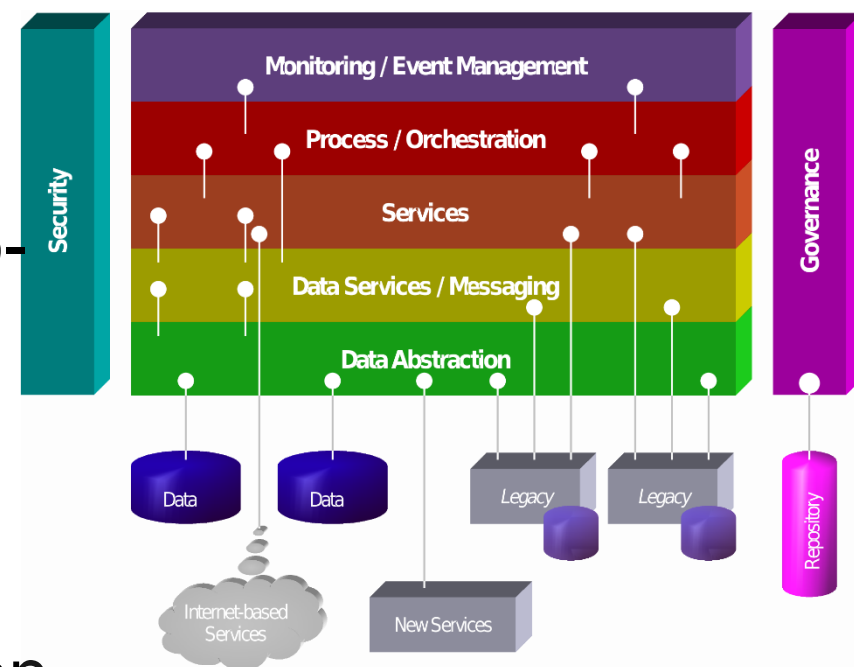 Monitoring / Event Management
Process / Orchestration
Services
Data Services / Messaging
Data Abstraction
Security
Governance
Data
Data
Legacy
Legacy
Repository
Internet-based
Services
New Services